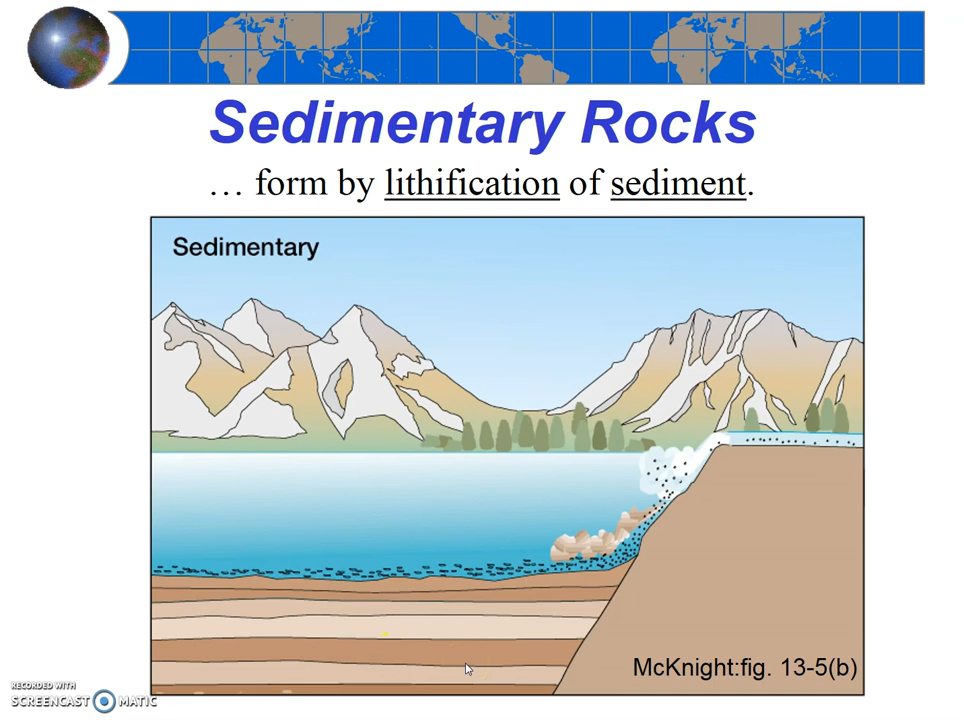 Sedimentary Rocks
… form by lithification of sediment.
Sedimentary
McKnight:fig. 13-5(b)
RECORDED WITH
SCREENCAST MATIC